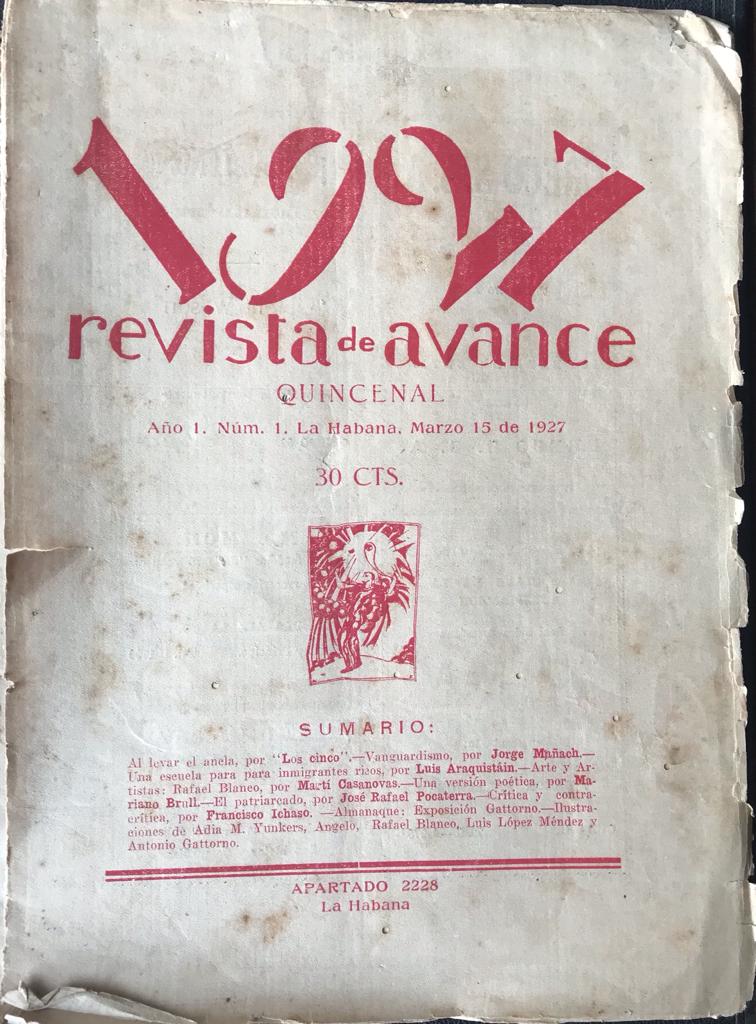 1927
revista de avance
QUINCENAL
Año 1. Núm. 1. La Habana, Marzo 15 de 1927
30 CTS.
SUMARIO:
Al levar el ancla, por "Los cinco".—Vanguardismo, por Jorge Mañach.—
Una escuela para para inmigrantes ricos, por Luis Araquistáin.—Arte y Ar-
tistas: Rafael Blanco, por Martí Casanovas.—Una versión poética, por Ma-
riano Brull.—El patriarcado, por José Rafael Pocaterra.—Crítica y contra-
crítica, por Francisco Ichaso. —Almanaque: Exposición Gattorno.—Ilustra-
ciones de Adia M. Yunkers, Angelo, Rafael Blanco, Luis López Méndez y
Antonio Gattorno.
APARTADO 2228
La Habana